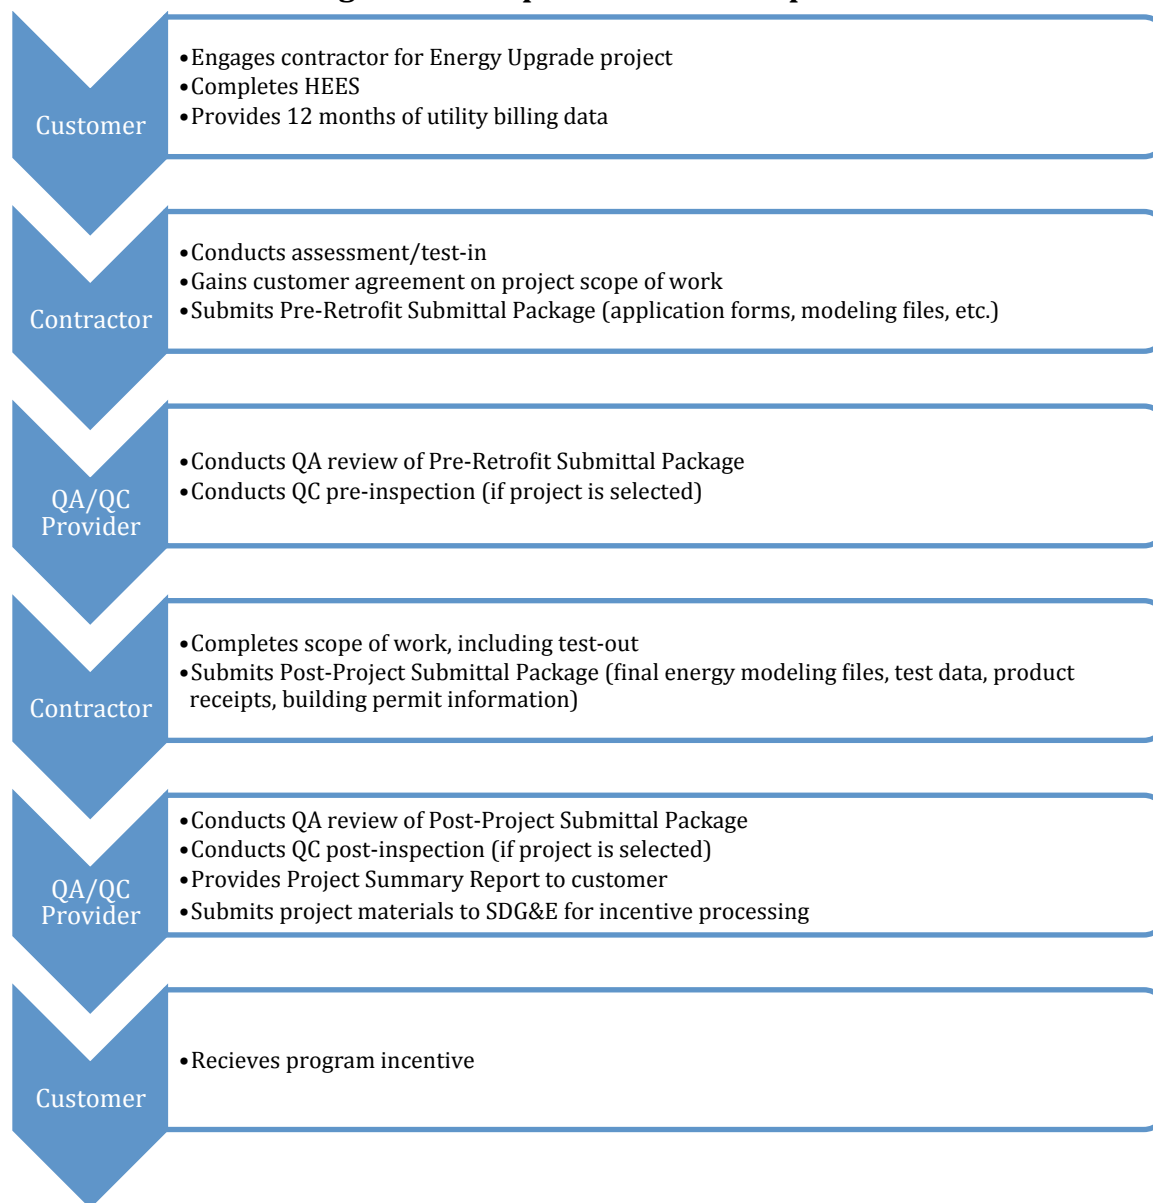 Customer
•Engages contractor for Energy Upgrade project
•Completes HEES
•Provides 12 months of utility billing data
Contractor
•Conducts assessment/test-in
•Gains customer agreement on project scope of work
•Submits Pre-Retrofit Submittal Package (application forms, modeling files, etc.)
QA/QC
Provider
•Conducts QA review of Pre-Retrofit Submittal Package
•Conducts QC pre-inspection (if project is selected)
Contractor
•Completes scope of work, including test-out
•Submits Post-Project Submittal Package (final energy modeling files, test data, product
receipts, building permit information)
QA/QC
Provider
•Conducts QA review of Post-Project Submittal Package
•Conducts QC post-inspection (if project is selected)
•Provides Project Summary Report to customer
•Submits project materials to SDG&E for incentive processing
Customer
•Recieves program incentive